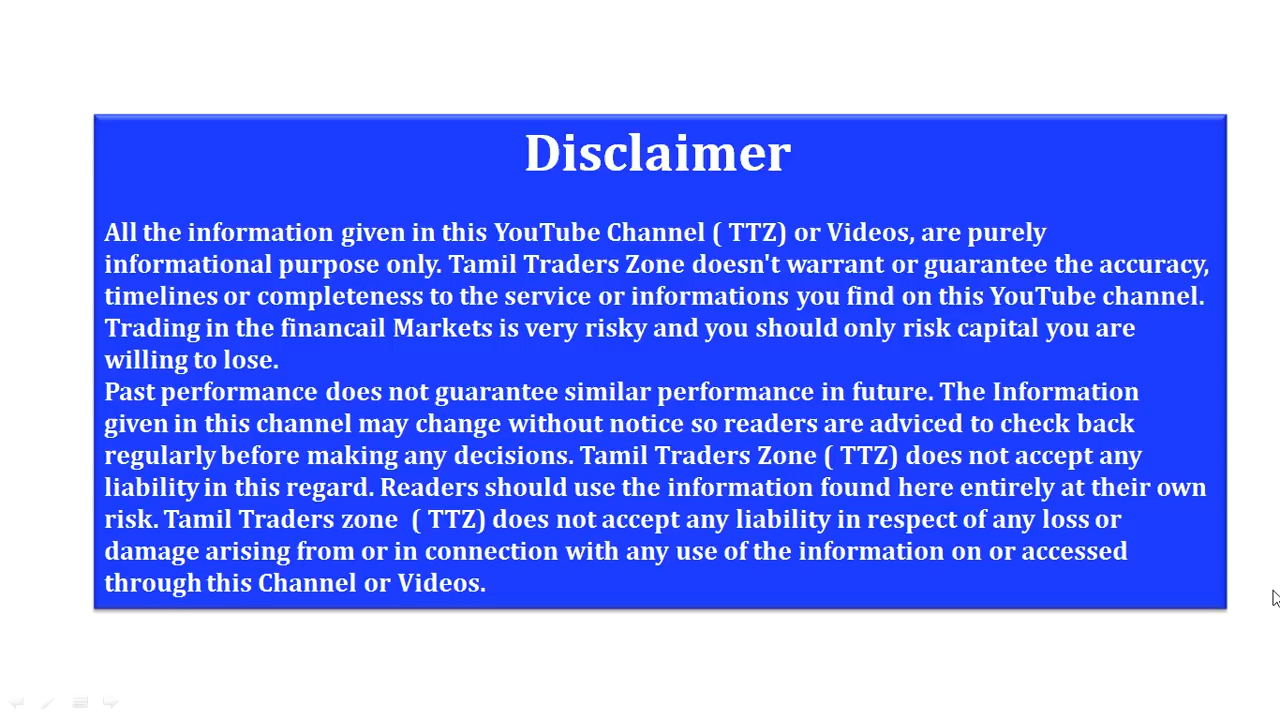 Disclaimer
All the information given in this YouTube Channel ( TTZ) or Videos, are purely
informational purpose only. Tamil Traders Zone doesn't warrant or guarantee the accuracy,
timelines or completeness to the service or informations you find on this YouTube channel.
Trading in the financail Markets is very risky and you should only risk capital you are
willing to lose.
Past performance does not guarantee similar performance in future. The Information
given in this channel may change without notice so readers are adviced to check back
regularly before making any decisions. Tamil Traders Zone ( TTZ) does not accept any
liability in this regard. Readers should use the information found here entirely at their own
risk. Tamil Traders zone  ( TTZ) does not accept any liability in respect of any loss or
damage arising from or in connection with any use of the information on or accessed
through this Channel or Videos.